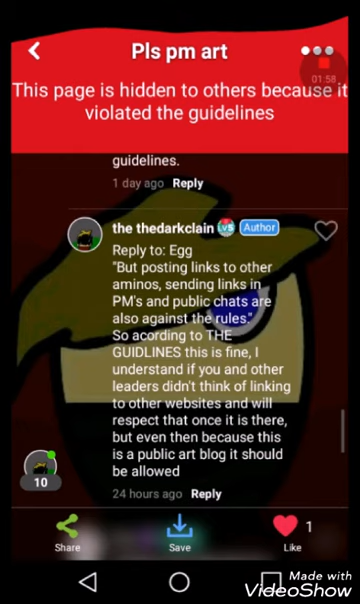 Pls pm art
01:58
This page is hidden to others because it
violated the guidelines
guidelines.
1 day ago Reply
the thedarkclain LV5 Author
Reply to: Egg
"But posting links to other
aminos, sending links in
PM's and public chats are
also against the rules."
So acording to THE
GUIDLINES this is fine, I
understand if you and other
leaders didn't think of linking
to other websites and will
respect that once it is there,
but even then because this
is a public art blog it should
be allowed
10
24 hours ago Reply
Share Save Like 1
Made with
VideoShow